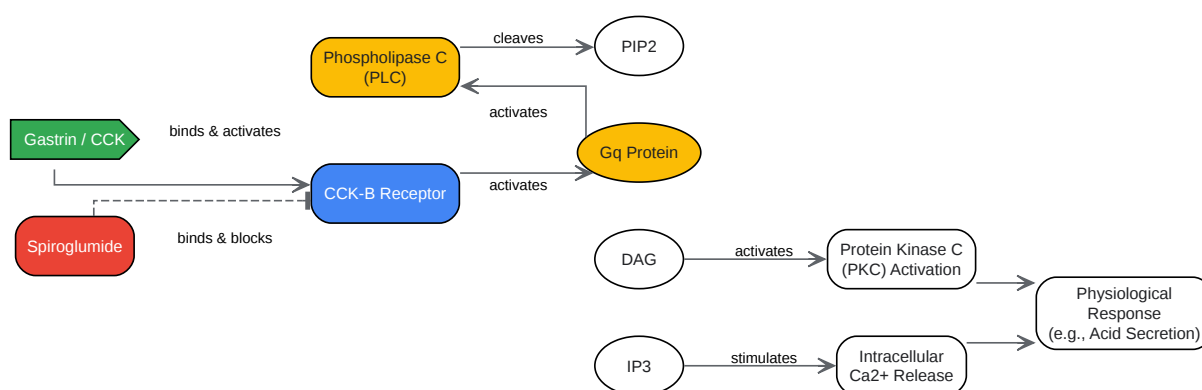 cleaves
Phospholipase C
(PLC)
PIP2
activates
Gastrin / CCK
binds & activates
Gq Protein
CCK-B Receptor
activates
Spiroglumide
binds & blocks
DAG
activates
Protein Kinase C
(PKC) Activation
Physiological
Response
(e.g., Acid Secretion)
IP3
stimulates
Intracellular
Ca2+ Release